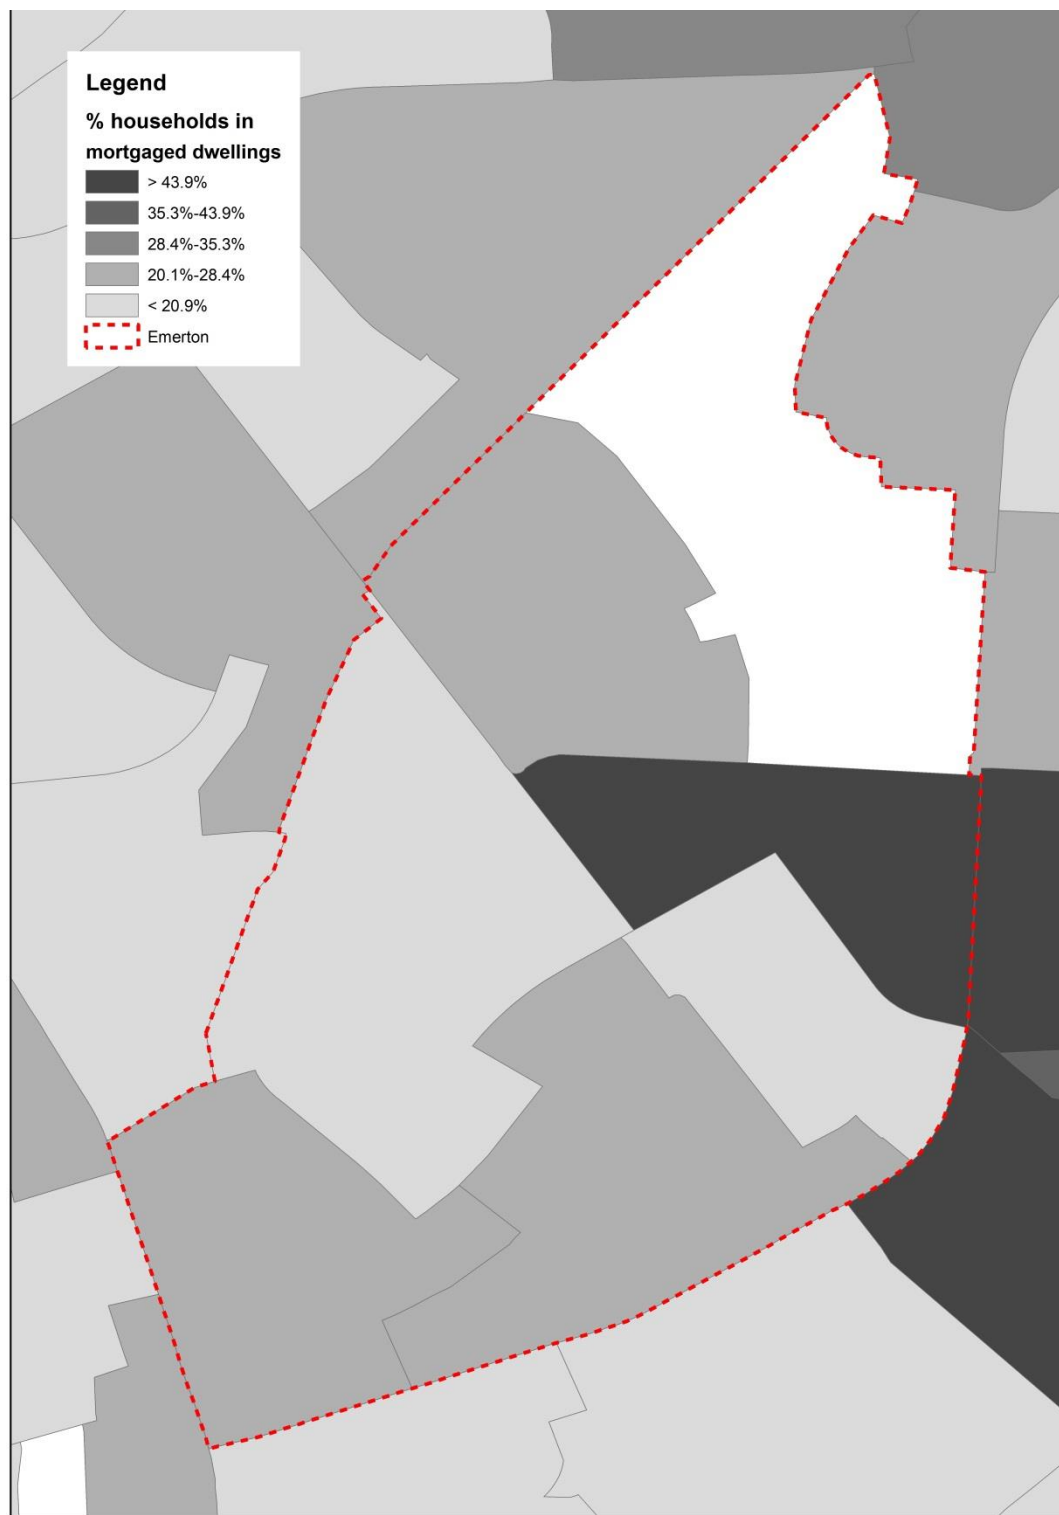 Legend
% households in
mortgaged dwellings
> 43.9%
35.3%-43.9%
28.4%-35.3%
20.1%-28.4%
< 20.9%
Emerton